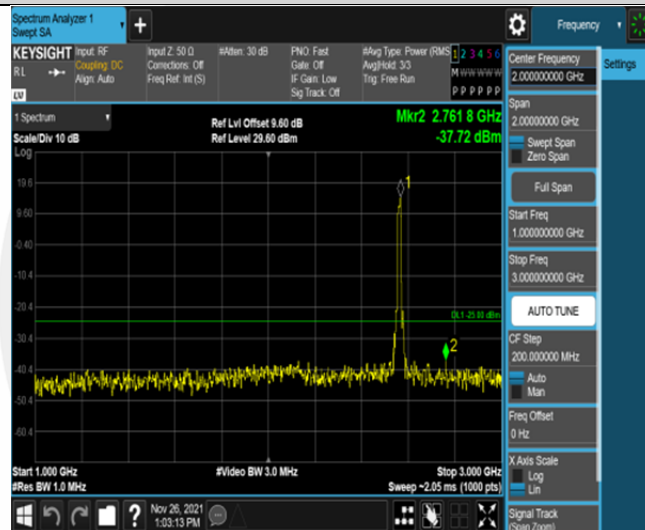 Spectrum Analyzer 1
Swept SA
Frequency
KEYSIGHT
RL
Input: RF
Coupling: DC
Align: Auto
Input Z: 50 Ω
Corrections: Off
Freq Ref: Int (S)
#Atten: 30 dB
PNO: Fast
Gate: Off
IF Gain: Low
Sig Track: Off
#Avg Type: Power (RMS
Avg|Hold: 3/3
Trig: Free Run
1 2 3 4 5 6
M W W W W W
P P P P P P
LXI
1 Spectrum
Scale/Div 10 dB
Log
Ref Lvl Offset 9.60 dB
Ref Level 29.60 dBm
Mkr2 2.761 8 GHz
-37.72 dBm
19.6
9.60
-0.40
-10.4
-20.4
-30.4
-40.4
-50.4
-60.4
1
DL1 -25.00 dBm
2
Start 1.000 GHz
#Res BW 1.0 MHz
#Video BW 3.0 MHz
Stop 3.000 GHz
Sweep ~2.05 ms (1000 pts)
Nov 26, 2021
1:03:13 PM
Center Frequency
2.000000000 GHz
Settings
Span
2.00000000 GHz
Swept Span
Zero Span
Full Span
Start Freq
1.000000000 GHz
Stop Freq
3.000000000 GHz
AUTO TUNE
CF Step
200.000000 MHz
Auto
Man
Freq Offset
0 Hz
X Axis Scale
Log
Lin
Signal Track
(Span Zoom)